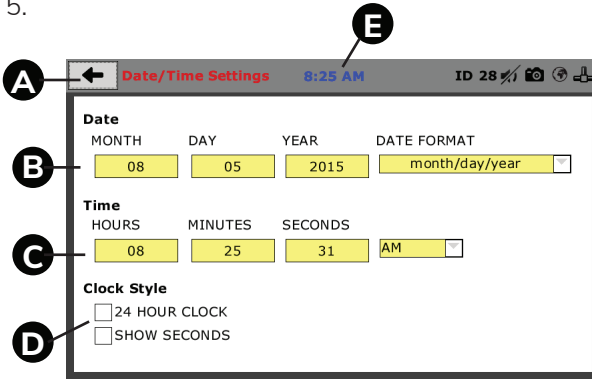 5.
E
A
Date/Time Settings 8:25 AM ID 28
Date
MONTH DAY YEAR DATE FORMAT
B
08 05 2015 month/day/year
Time
HOURS MINUTES SECONDS
C
08 25 31 AM
Clock Style
24 HOUR CLOCK
D
SHOW SECONDS